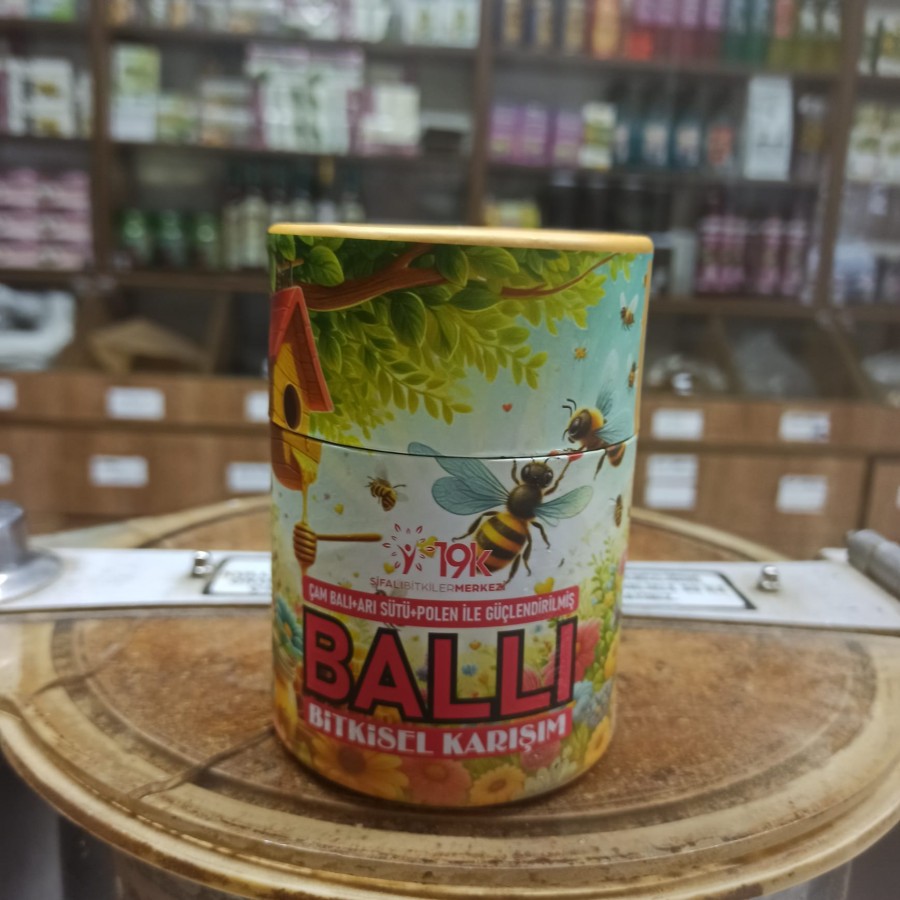 19k
ŞİFALIBİTKİLERMERKEZİ
ÇAM BALI+ARI SÜTÜ+POLEN İLE GÜÇLENDİRİLMİŞ
BALLI
BİTKİSEL KARIŞIM